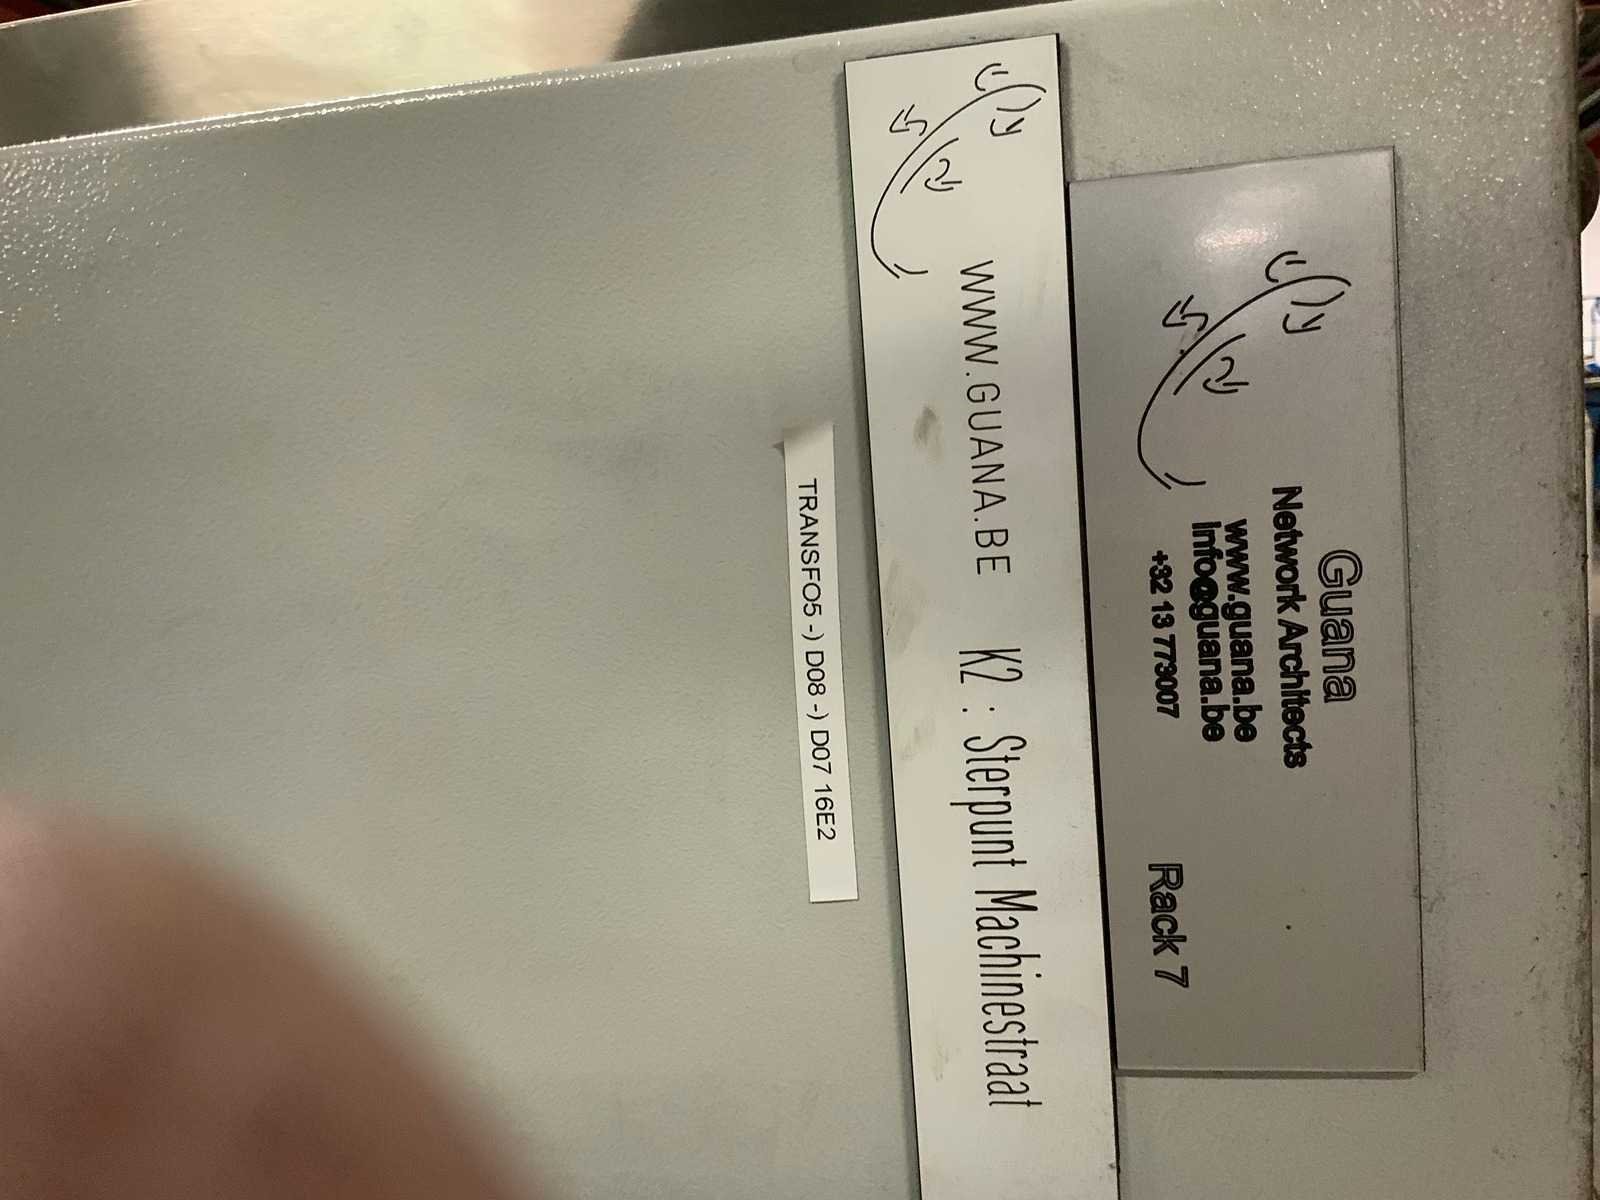 Guana
Network Architects
www.guana.be
info@guana.be
+32 13 773007
Rack 7
WWW.GUANA.BE K2 : Sterpunt Machinestraat
TRANSFO5 -) D08 -) D07 16E2